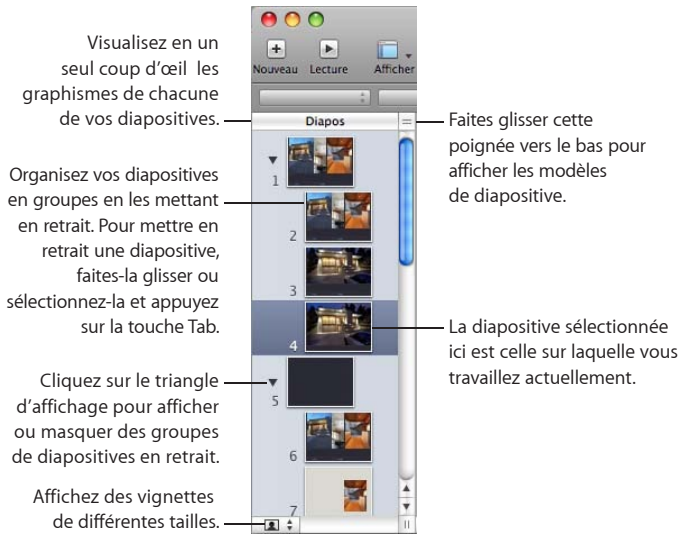 Visualisez en un
seul coup d'œil les
graphismes de chacune
de vos diapositives.
Organisez vos diapositives
en groupes en les mettant
en retrait. Pour mettre en
retrait une diapositive,
faites-la glisser ou
sélectionnez-la et appuyez
sur la touche Tab.
Cliquez sur le triangle
d'affichage pour afficher
ou masquer des groupes
de diapositives en retrait.
Affichez des vignettes
de différentes tailles.
Nouveau Lecture Afficher
Diapos
1
2
3
4
5
6
7
Faites glisser cette
poignée vers le bas pour
afficher les modèles
de diapositive.
La diapositive sélectionnée
ici est celle sur laquelle vous
travaillez actuellement.